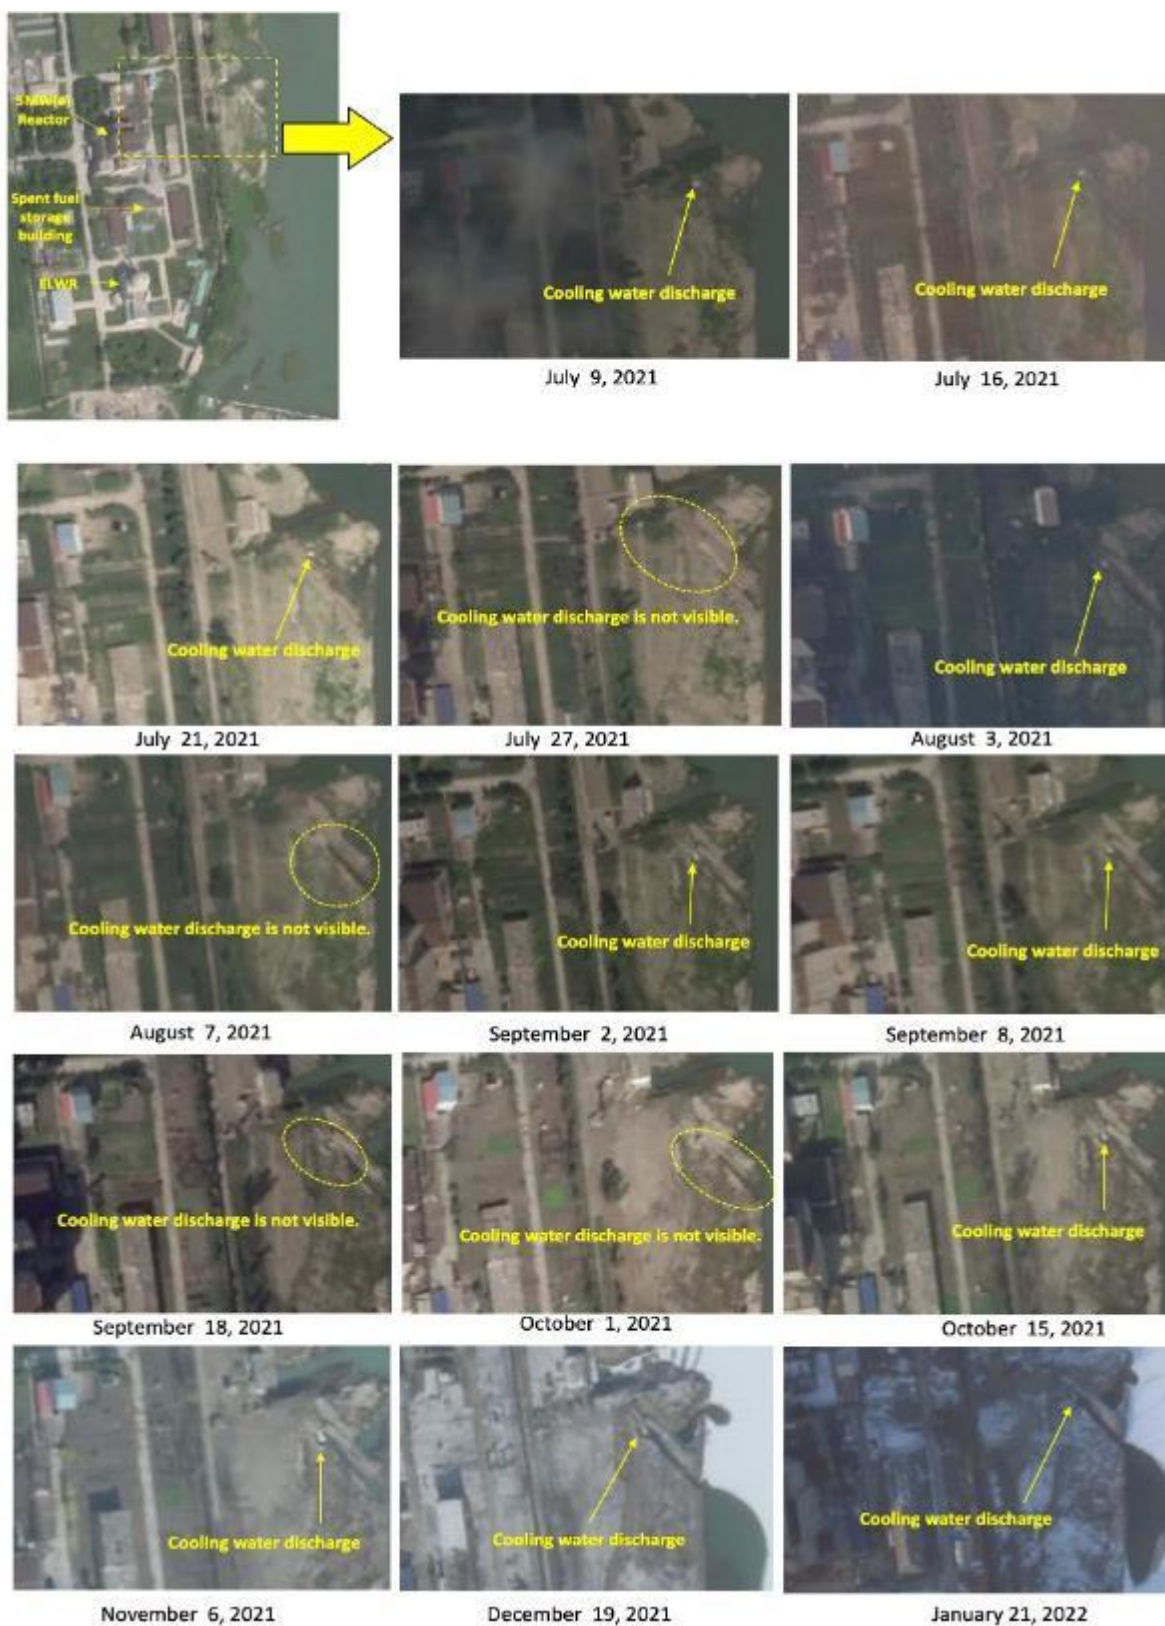 5MW(e)
Reactor
Spent fuel
storage
building
ELWR
Cooling water discharge
July 9, 2021
Cooling water discharge
July 16, 2021
Cooling water discharge
July 21, 2021
Cooling water discharge is not visible.
July 27, 2021
Cooling water discharge
August 3, 2021
Cooling water discharge is not visible.
August 7, 2021
Cooling water discharge
September 2, 2021
Cooling water discharge
September 8, 2021
Cooling water discharge is not visible.
September 18, 2021
Cooling water discharge is not visible.
October 1, 2021
Cooling water discharge
October 15, 2021
Cooling water discharge
November 6, 2021
Cooling water discharge
December 19, 2021
Cooling water discharge
January 21, 2022